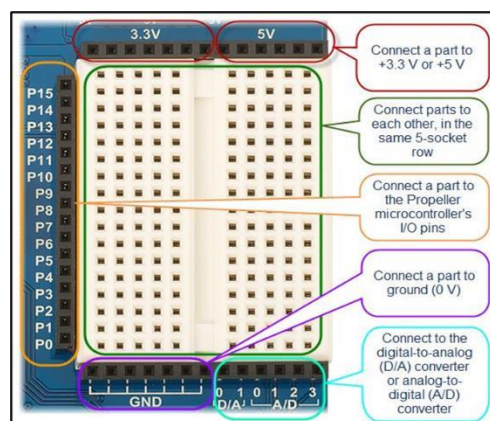 3.3V 5V
Connect a part to
+3.3 V or +5 V
P15
P14
P13
P12
P11
P10
P9
P8
P7
P6
P5
P4
P3
P2
P1
P0
Connect parts to
each other, in the
same 5-socket
row
Connect a part to
the Propeller
microcontroller's
I/O pins
Connect a part to
ground (0 V)
Connect to the
digital-to-analog
(D/A) converter
or analog-to-
digital (A/D)
converter
GND
0 1 0 1 2 3
D/A A/D